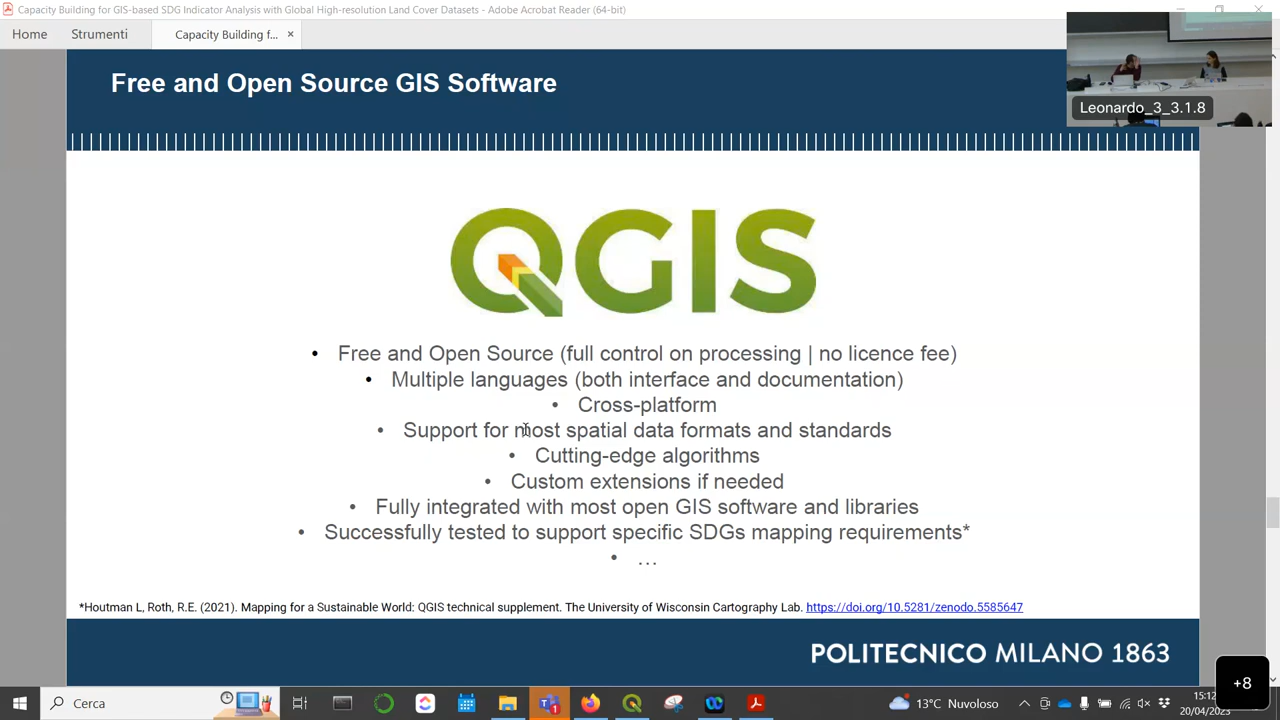 Capacity Building for GIS-based SDG Indicator Analysis with Global High-resolution Land Cover Datasets - Adobe Acrobat Reader (64-bit)
Home
Strumenti
Capacity Building f... ×
Free and Open Source GIS Software
Leonardo_3_3.1.8
QGIS
• Free and Open Source (full control on processing | no licence fee)
• Multiple languages (both interface and documentation)
• Cross-platform
• Support for most spatial data formats and standards
• Cutting-edge algorithms
• Custom extensions if needed
• Fully integrated with most open GIS software and libraries
• Successfully tested to support specific SDGs mapping requirements*
• ...
*Houtman L, Roth, R.E. (2021). Mapping for a Sustainable World: QGIS technical supplement. The University of Wisconsin Cartography Lab. https://doi.org/10.5281/zenodo.5585647
POLITECNICO MILANO 1863
+8
Cerca
13°C Nuvoloso
15:12